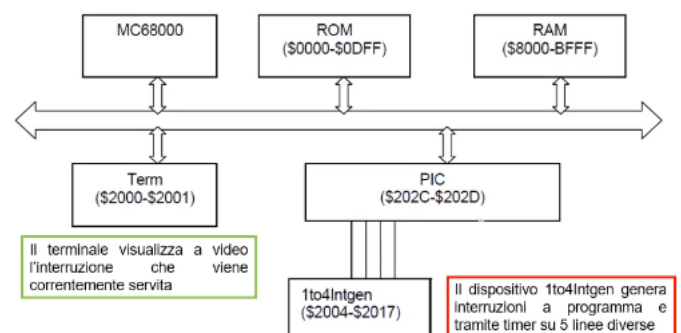 MC68000
ROM
($0000-$0DFF)
RAM
($8000-BFFF)
Term
($2000-$2001)
PIC
($202C-$202D)
Il terminale visualizza a video
l'interruzione che viene
correntemente servita
1to4Intgen
($2004-$2017)
Il dispositivo 1to4Intgen genera
interruzioni a programma e
tramite timer su 5 linee diverse